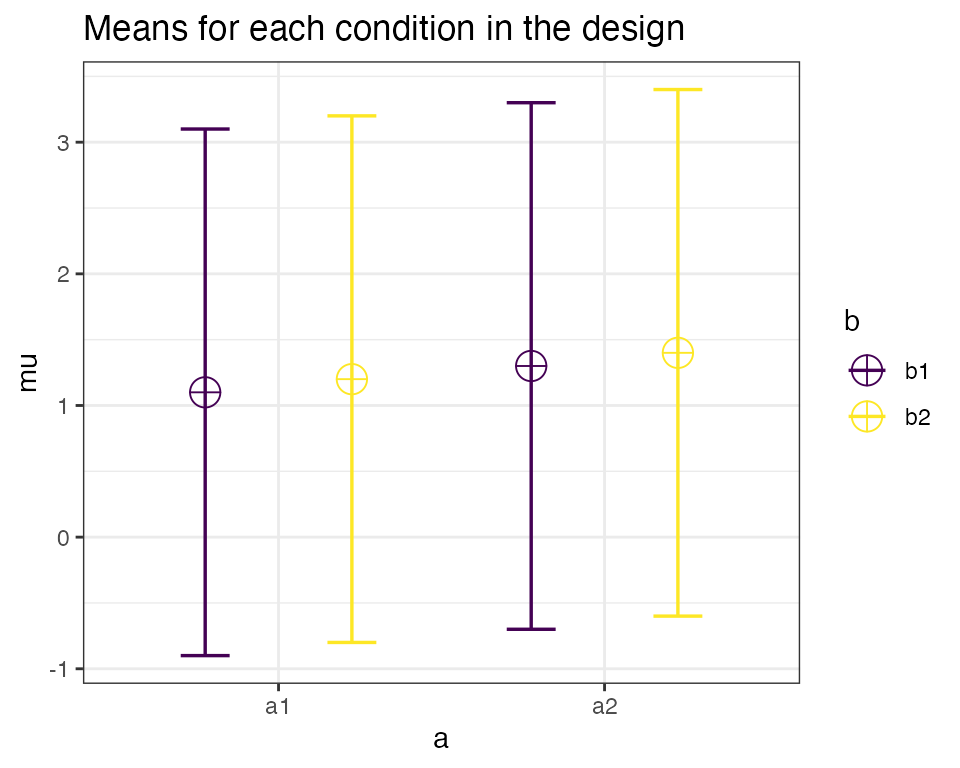 Means for each condition in the design
3
2
1
0
-1
mu
a1 a2
a
b
b1
b2